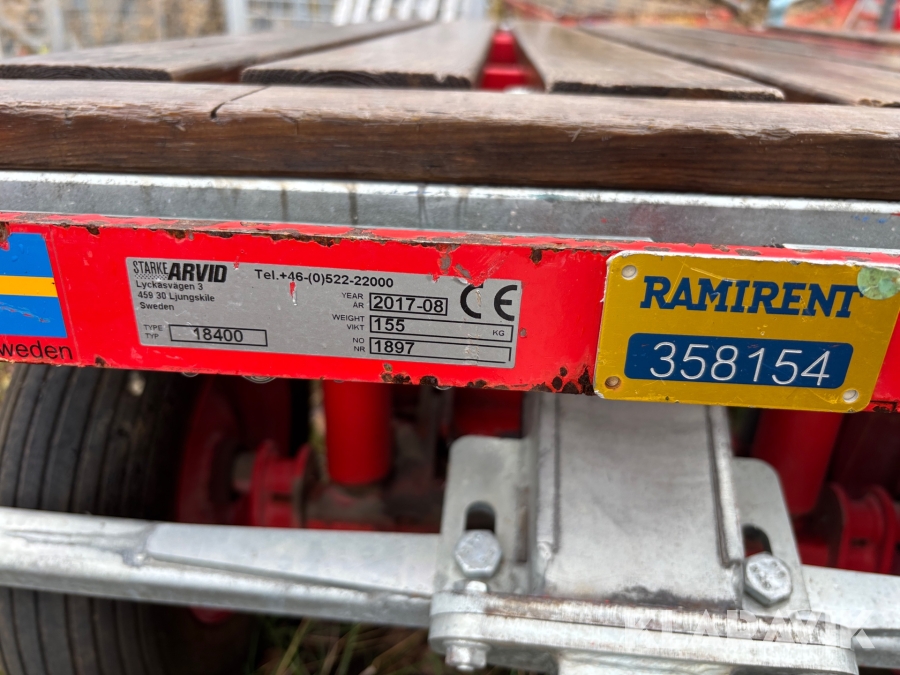 STARKE ARVID
Tel.+46-(0)522-22000
Lyckasvägen 3
459 30 Ljungskile
Sweden
YEAR
ÅR
2017-08
CE
WEIGHT
VIKT
155
KG
TYPE
TYP
18400
NO
NR
1897
RAMIRENT
358154
weden
KLARAVIK